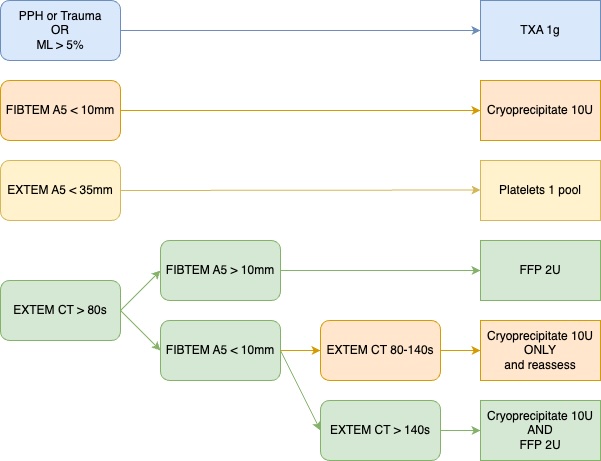 PPH or Trauma
OR
ML > 5%
TXA 1g
FIBTEM A5 < 10mm
Cryoprecipitate 10U
EXTEM A5 < 35mm
Platelets 1 pool
EXTEM CT > 80s
FIBTEM A5 > 10mm
FFP 2U
FIBTEM A5 < 10mm
EXTEM CT 80-140s
Cryoprecipitate 10U
ONLY
and reassess
EXTEM CT > 140s
Cryoprecipitate 10U
AND
FFP 2U